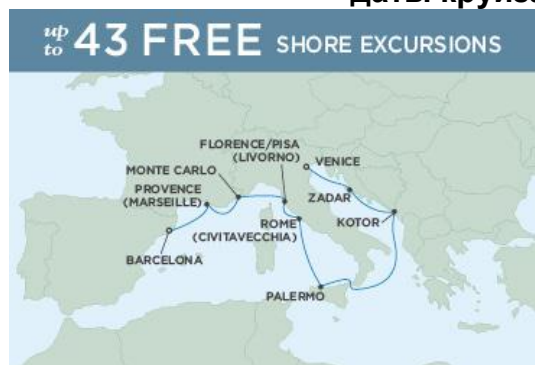 up to 43 FREE SHORE EXCURSIONS
FLORENCE/PISA
(LIVORNO)
VENICE
MONTE CARLO
PROVENCE
(MARSEILLE)
ZADAR
ROME
(CIVITAVECCHIA)
KOTOR
BARCELONA
PALERMO